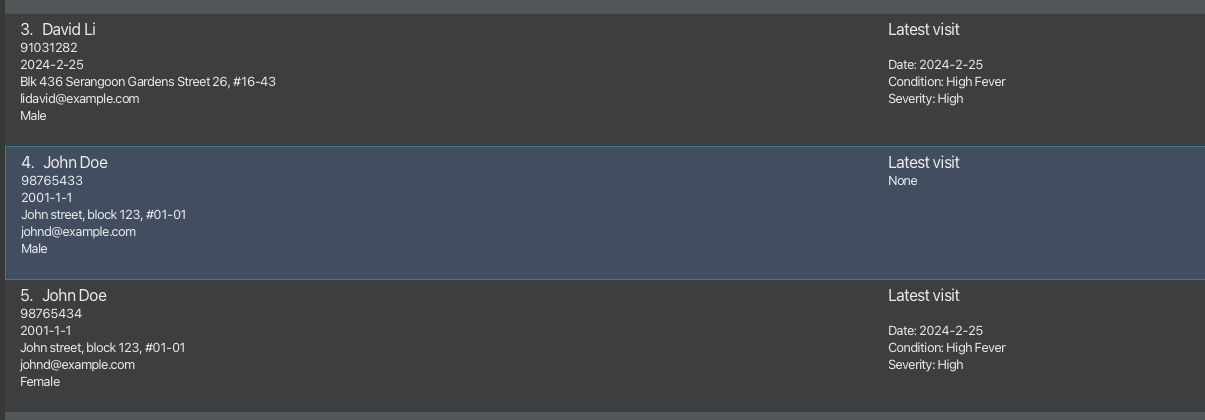 3. David Li
91031282
2024-2-25
Blk 436 Serangoon Gardens Street 26, #16-43
lidavid@example.com
Male
Latest visit
Date: 2024-2-25
Condition: High Fever
Severity: High
4. John Doe
98765433
2001-1-1
John street, block 123, #01-01
johnd@example.com
Male
Latest visit
None
5. John Doe
98765434
2001-1-1
John street, block 123, #01-01
johnd@example.com
Female
Latest visit
Date: 2024-2-25
Condition: High Fever
Severity: High